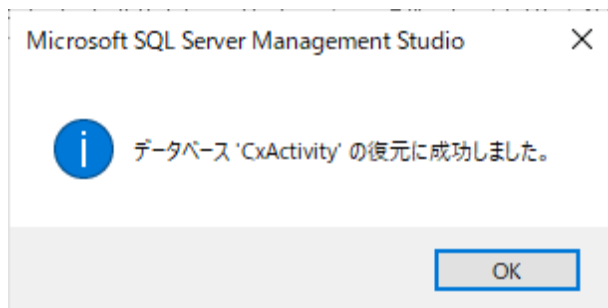 Microsoft SQL Server Management Studio
データベース 'CxActivity' の復元に成功しました。
OK